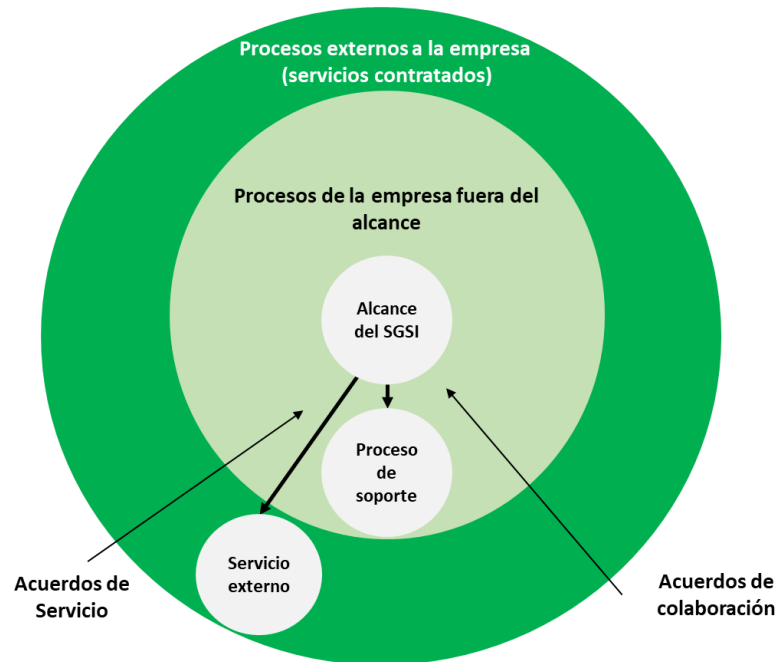 Procesos externos a la empresa
(servicios contratados)
Procesos de la empresa fuera del
alcance
Alcance
del SGSI
Proceso
de
soporte
Servicio
externo
Acuerdos de
Servicio
Acuerdos de
colaboración